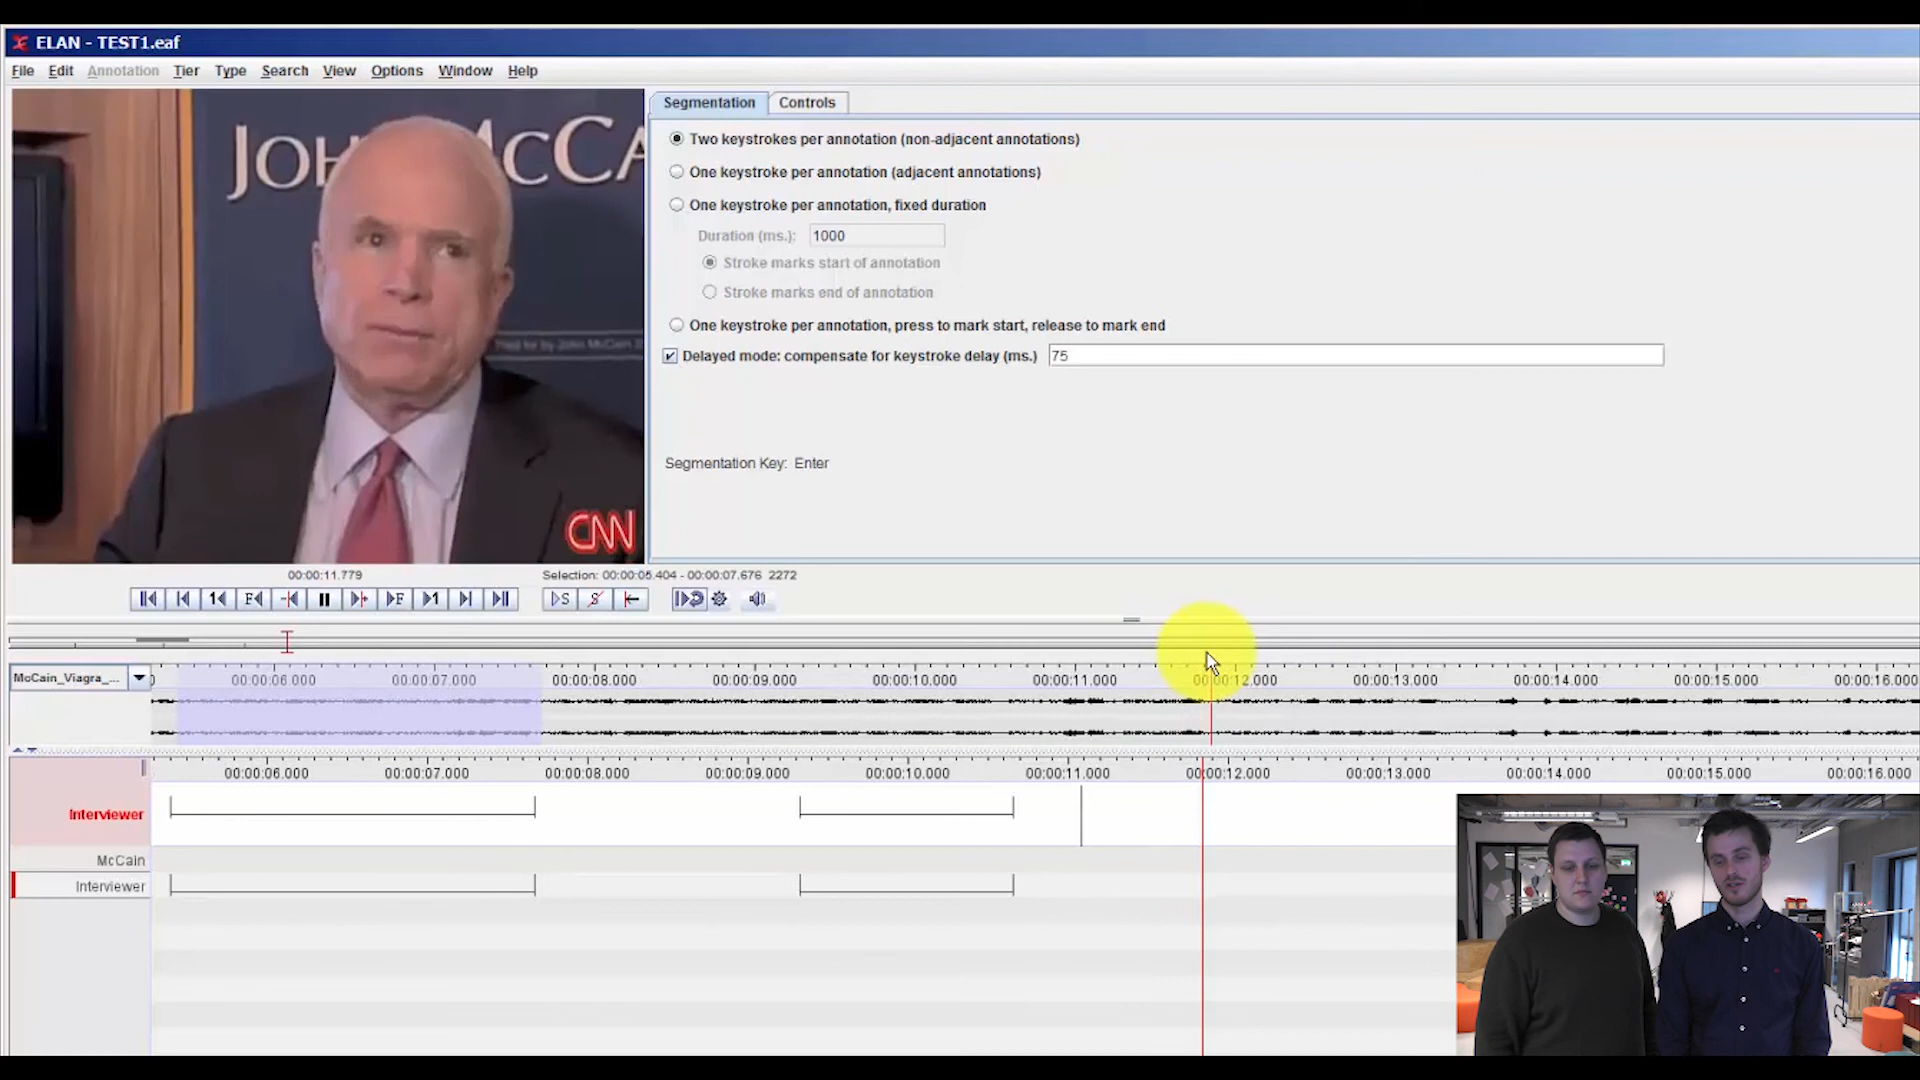 ELAN - TEST1.eaf
File Edit Annotation Tier Type Search View Options Window Help
JOH McCA
CNN
Segmentation Controls
Two keystrokes per annotation (non-adjacent annotations)
One keystroke per annotation (adjacent annotations)
One keystroke per annotation, fixed duration
Duration (ms.): 1000
Stroke marks start of annotation
Stroke marks end of annotation
One keystroke per annotation, press to mark start, release to mark end
Delayed mode: compensate for keystroke delay (ms.) 75
Segmentation Key: Enter
00:00:11.779 Selection: 00:00:05.404 - 00:00:07.676 2272
1 F F 1 S S
McCain_Viagra_... 0 00:00:06.000 00:00:07.000 00:00:08.000 00:00:09.000 00:00:10.000 00:00:11.000 00:00:12.000 00:00:13.000 00:00:14.000 00:00:15.000 00:00:16.000
00:00:06.000 00:00:07.000 00:00:08.000 00:00:09.000 00:00:10.000 00:00:11.000 00:00:12.000 00:00:13.000 00:00:14.000 00:00:15.000 00:00:16.000
Interviewer
McCain
Interviewer